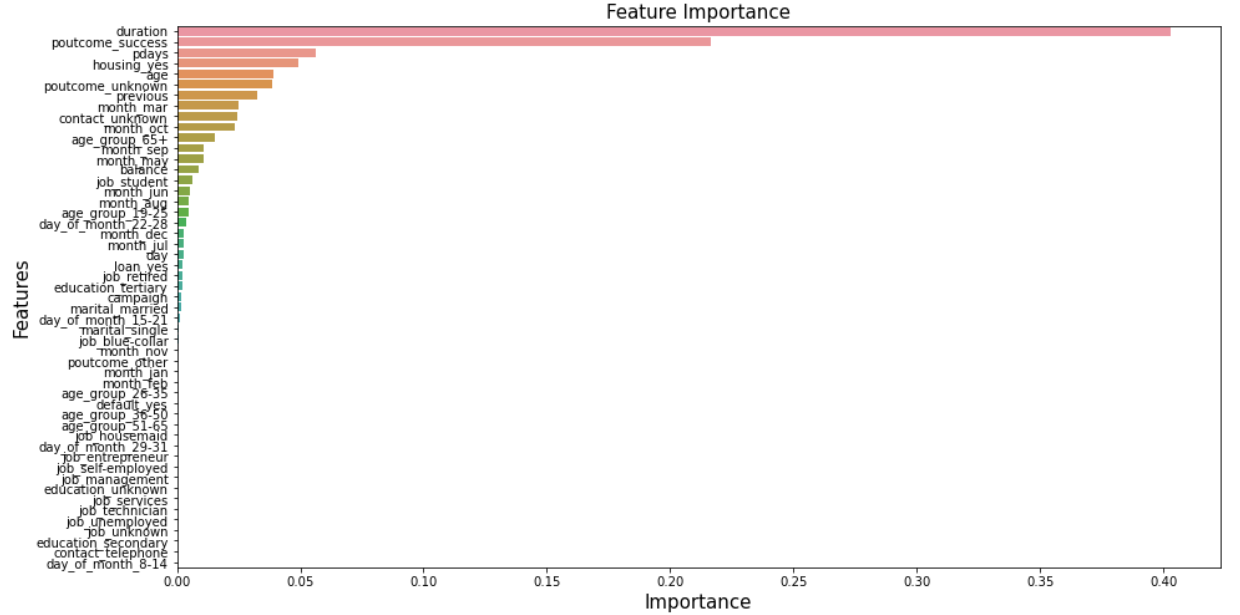 Feature Importance
duration
poutcome_success
pdays
housing_yes
age
poutcome_unknown
previous
month_mar
contact_unknown
month_oct
age_group_65+
month_sep
month_may
balance
job_student
month_jun
month_aug
age_group_19-25
day_of_month_22-28
month_dec
month_jul
day
loan_yes
job_retired
education_tertiary
campaign
marital_married
day_of_month_15-21
marital_single
job_blue-collar
month_nov
poutcome_other
month_jan
month_feb
age_group_26-35
default_yes
age_group_36-50
age_group_51-65
job_housemaid
day_of_month_29-31
job_entrepreneur
job_self-employed
job_management
education_unknown
job_services
job_technician
job_unemployed
job_unknown
education_secondary
contact_telephone
day_of_month_8-14
Features
0.00 0.05 0.10 0.15 0.20 0.25 0.30 0.35 0.40
Importance